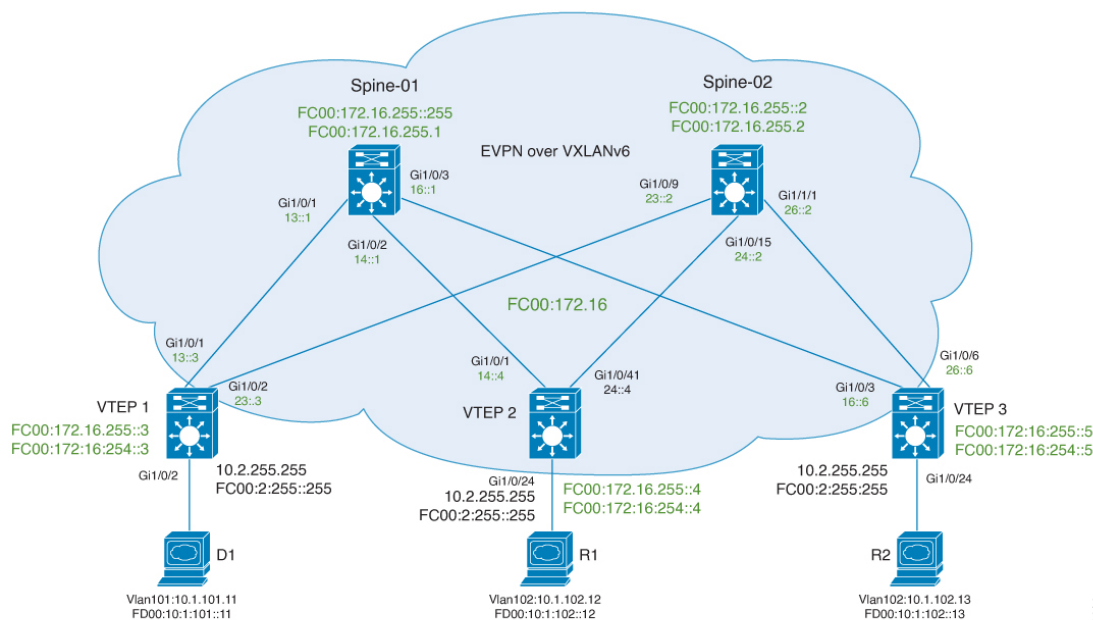 Spine-01
FC00:172.16.255::255
FC00:172.16.255.1
Spine-02
FC00:172.16.255::2
FC00:172.16.255.2
EVPN over VXLANv6
Gi1/0/3
16::1
Gi1/0/1
13::1
Gi1/0/2
14::1
Gi1/0/9
23::2
Gi1/1/1
26::2
Gi1/0/15
24::2
FC00:172.16
Gi1/0/1
13::3
Gi1/0/2
23:.3
Gi1/0/1
14::4
Gi1/0/41
24::4
Gi1/0/6
26::6
Gi1/0/3
16::6
VTEP 1
FC00:172.16.255::3
FC00:172:16:254::3
VTEP 2
VTEP 3
FC00:172:16:255::5
FC00:172:16:254::5
Gi1/0/2
10.2.255.255
FC00:2:255::255
Gi1/0/24
10.2.255.255
FC00:2:255::255
FC00:172.16.255::4
FC00:172:16:254::4
10.2.255.255
FC00:2:255:255
Gi1/0/24
D1
R1
R2
Vlan101:10.1.101.11
FD00:10:1:101::11
Vlan102:10.1.102.12
FD00:10:1:102::12
Vlan102:10.1.102.13
FD00:10:1:102::13